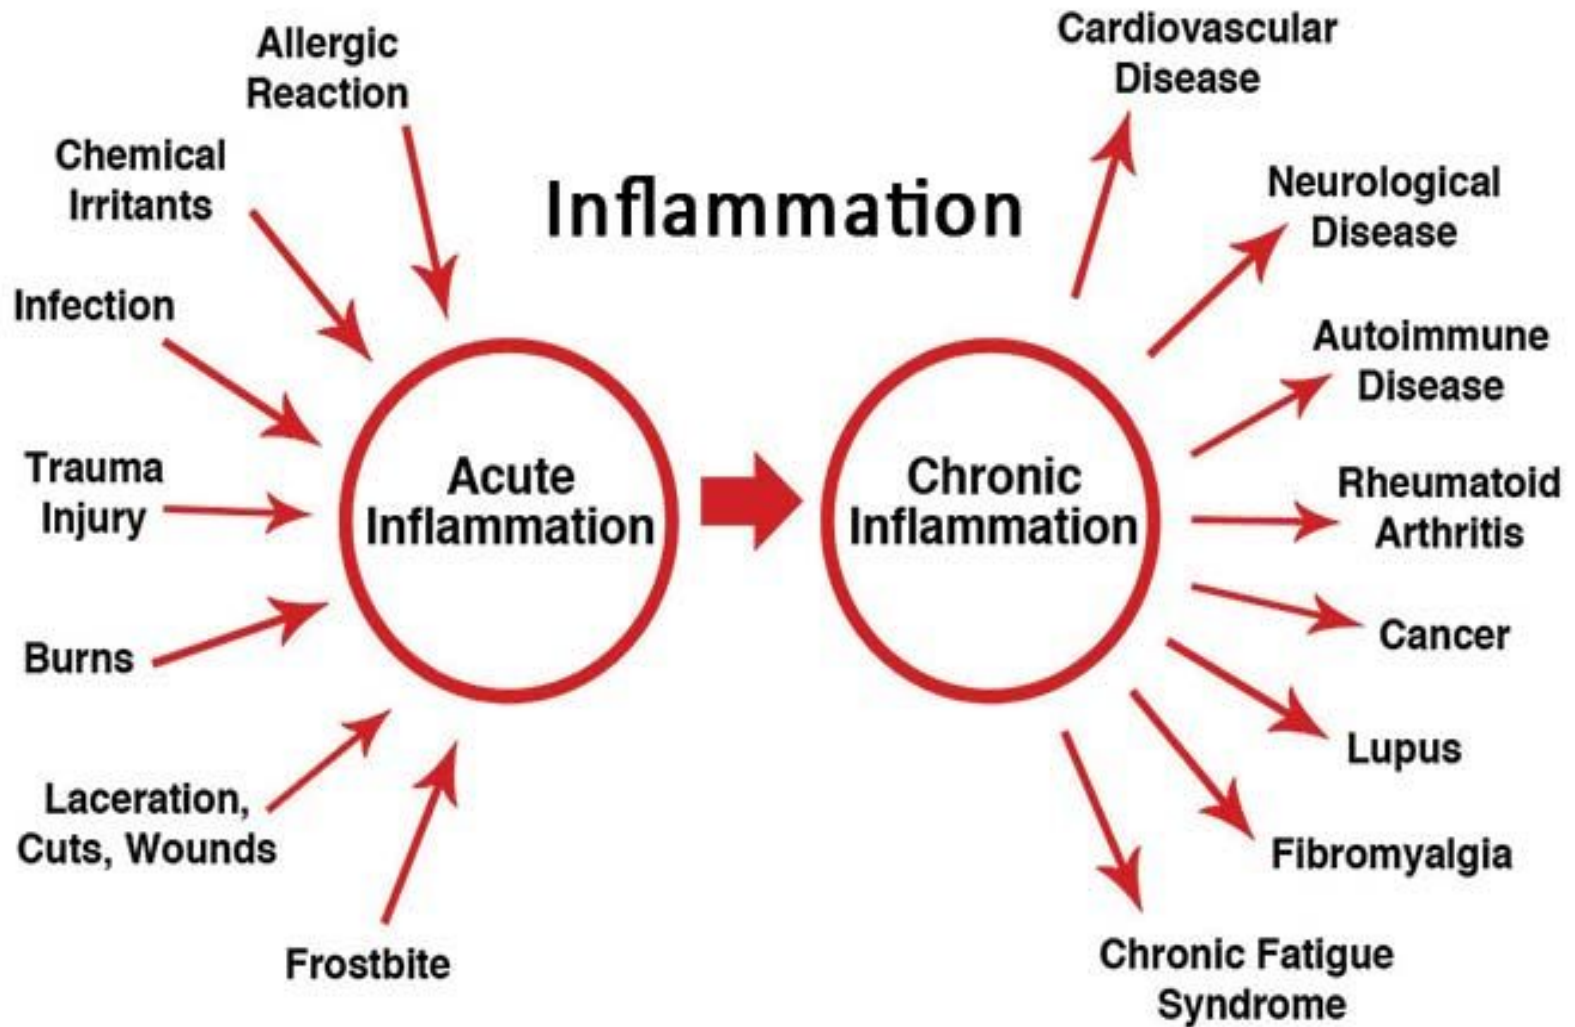 Inflammation
Allergic
Reaction
Chemical
Irritants
Infection
Trauma
Injury
Burns
Laceration,
Cuts, Wounds
Frostbite
Acute
Inflammation
Chronic
Inflammation
Cardiovascular
Disease
Neurological
Disease
Autoimmune
Disease
Rheumatoid
Arthritis
Cancer
Lupus
Fibromyalgia
Chronic Fatigue
Syndrome